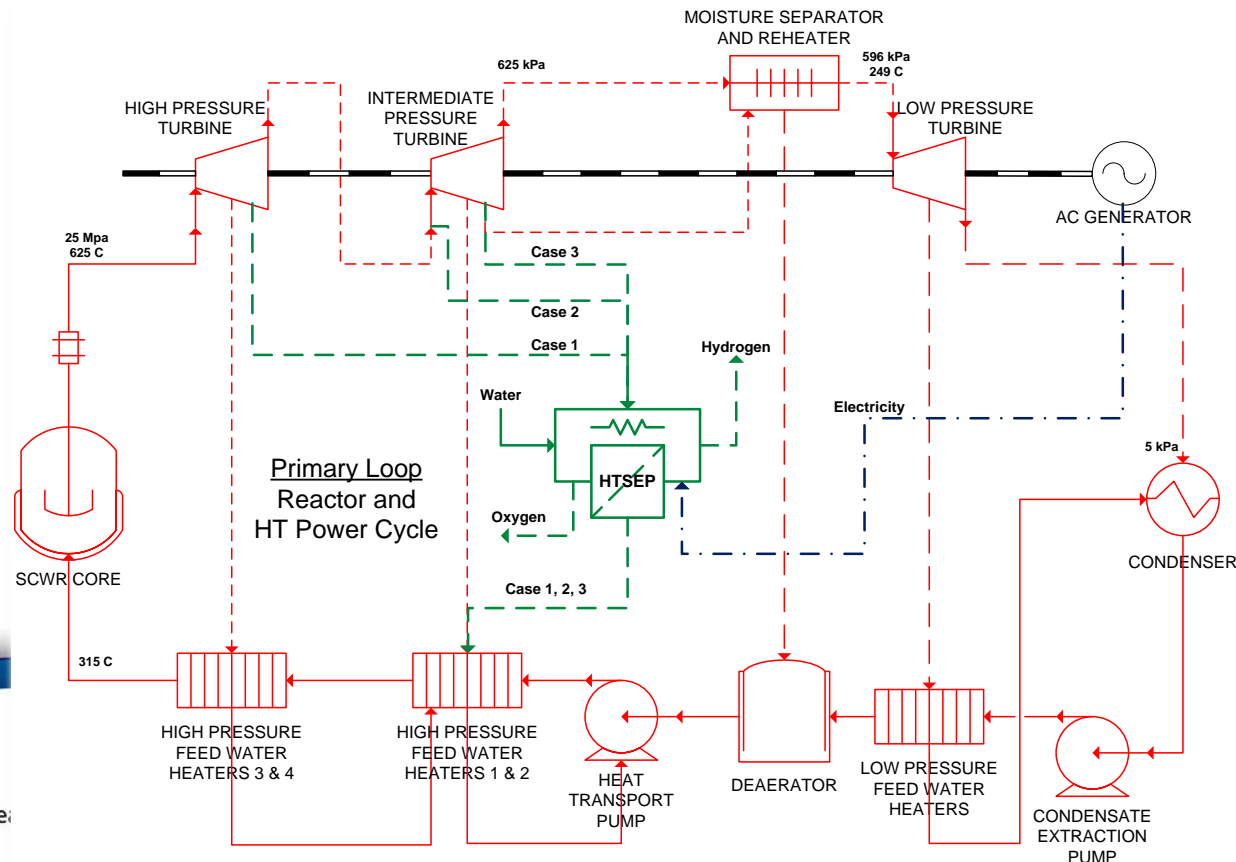 MOISTURE SEPARATOR
AND REHEATER
625 kPa
596 kPa
249 C
HIGH PRESSURE
TURBINE
INTERMEDIATE
PRESSURE
TURBINE
LOW PRESSURE
TURBINE
AC GENERATOR
25 Mpa
625 C
Case 3
Case 2
Case 1
Hydrogen
Water
Electricity
5 kPa
Primary Loop
Reactor and
HT Power Cycle
HTSEP
Oxygen
SCWR CORE
CONDENSER
Case 1, 2, 3
315 C
HIGH PRESSURE
FEED WATER
HEATERS 3 & 4
HIGH PRESSURE
FEED WATER
HEATERS 1 & 2
HEAT
TRANSPORT
PUMP
DEAERATOR
LOW PRESSURE
FEED WATER
HEATERS
CONDENSATE
EXTRACTION
PUMP